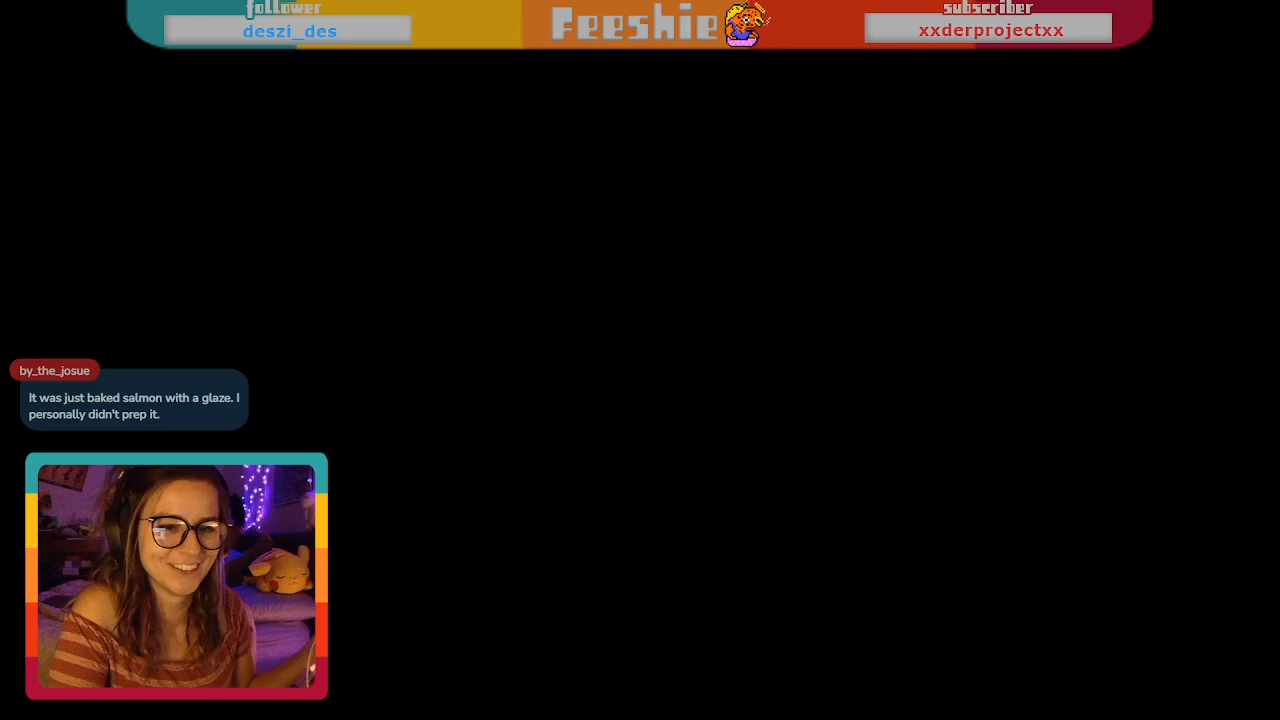 follower
deszi_des
Feeshie
subscriber
xxderprojectxx
by_the_josue
It was just baked salmon with a glaze. I
personally didn't prep it.